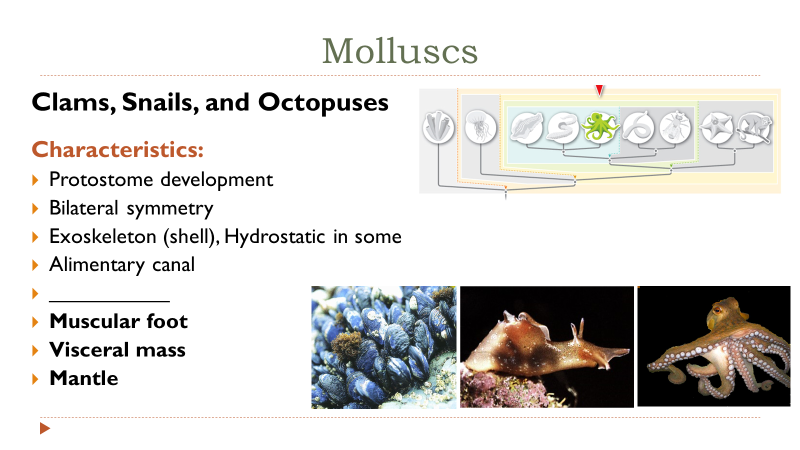 Molluscs
Clams, Snails, and Octopuses
Characteristics:
Protostome development
Bilateral symmetry
Exoskeleton (shell), Hydrostatic in some
Alimentary canal
___________
Muscular foot
Visceral mass
Mantle